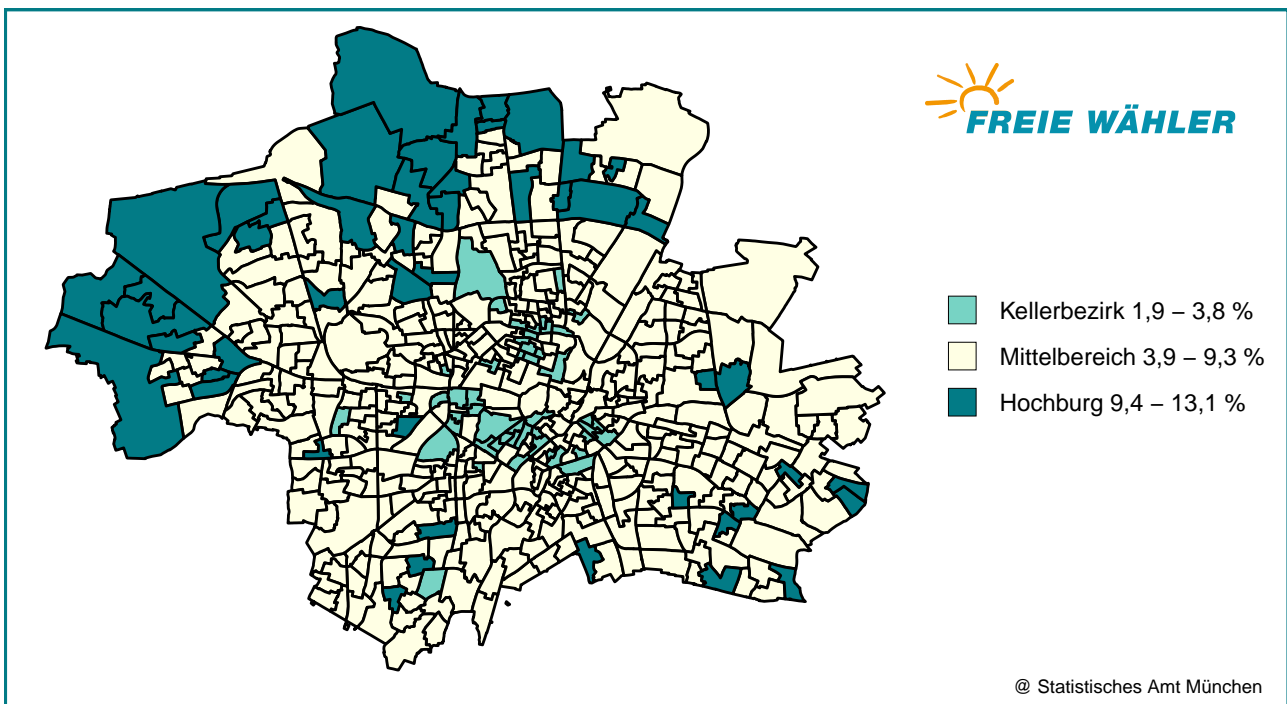 FREIE WÄHLER
Kellerbezirk 1,9 – 3,8 %
Mittelbereich 3,9 – 9,3 %
Hochburg 9,4 – 13,1 %
@ Statistisches Amt München